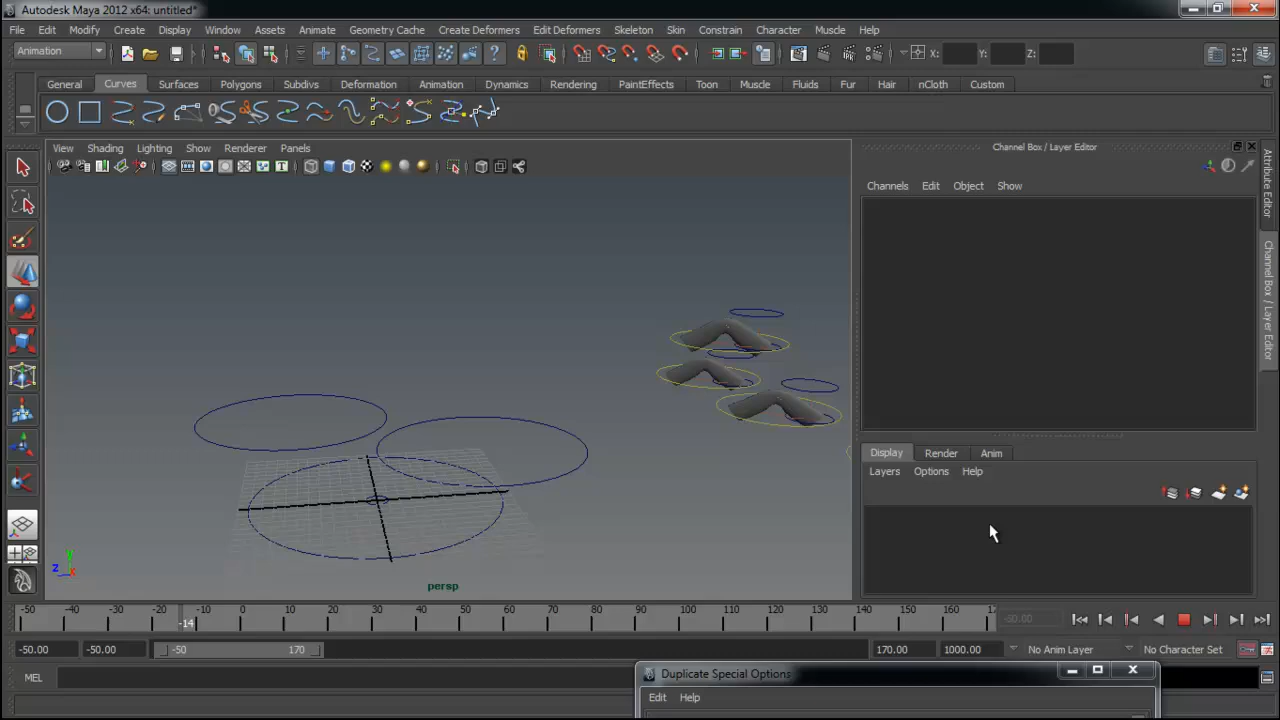 Autodesk Maya 2012 x64: untitled*
File Edit Modify Create Display Window Assets Animate Geometry Cache Create Deformers Edit Deformers Skeleton Skin Constrain Character Muscle Help
Animation X: Y: Z:
General Curves Surfaces Polygons Subdivs Deformation Animation Dynamics Rendering PaintEffects Toon Muscle Fluids Fur Hair nCloth Custom
View Shading Lighting Show Renderer Panels
Channel Box / Layer Editor
Channels Edit Object Show
Attribute Editor
Channel Box / Layer Editor
Display Render Anim
Layers Options Help
y
z x
persp
-50 -40 -30 -20 -10 0 10 20 30 40 50 60 70 80 90 100 110 120 130 140 150 160 17
-14
-50.00
-50.00 -50.00 -50 170 170.00 1000.00 No Anim Layer No Character Set
MEL
Duplicate Special Options
Edit Help